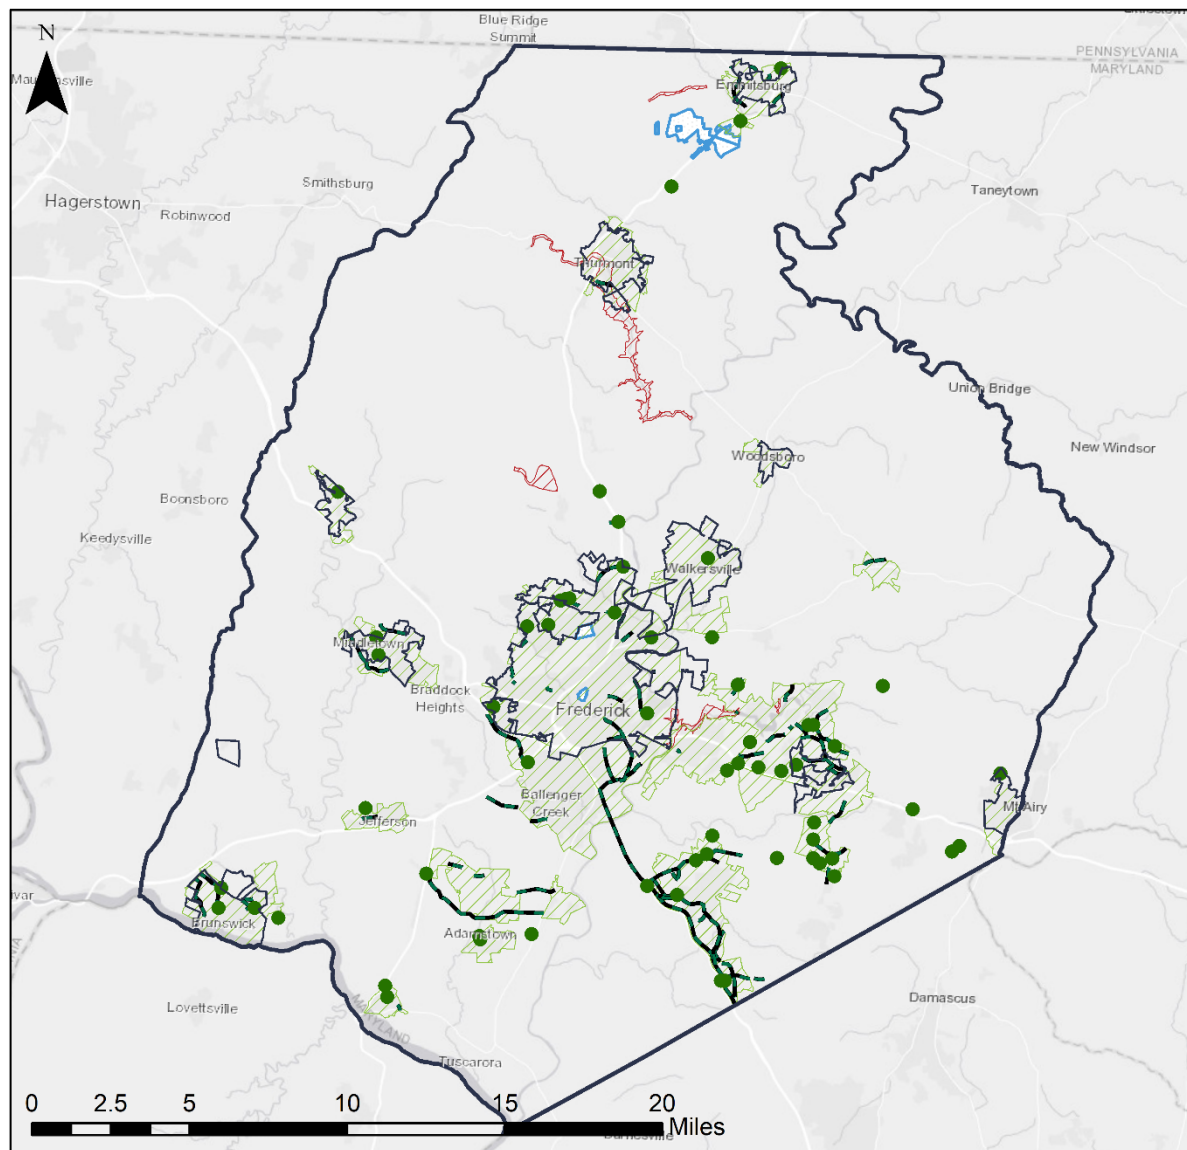 Blue Ridge
Summit
N
PENNSYLVANIA
MARYLAND
Emmitsburg
Smithsburg
Taneytown
Hagerstown
Robinwood
Thurmont
Union Bridge
New Windsor
Woodsboro
Boonsboro
Keedysville
Walkersville
Middletown
Braddock
Heights
Frederick
Ballenger
Creek
Mt Airy
Jefferson
Brunswick
Adamstown
Lovettsville
MARYLAND
Damascus
Tuscarora
0 2.5 5 10 15 20
Miles